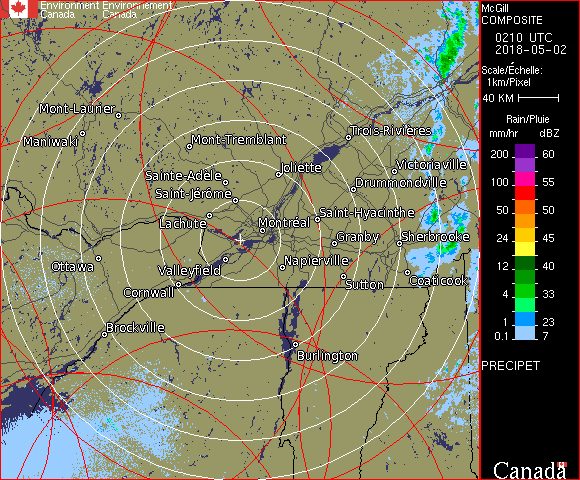 Environment Environnement
Canada Canada
McGill
COMPOSITE
0210 UTC
2018-05-02
Scale/Échelle:
1km/Pixel
40 KM
Rain/Pluie
mm/hr dBZ
200 60
100 55
50 50
24 45
12 40
4 33
1 23
0.1 7
PRECIPET
Canada
Mont-Laurier
Maniwaki
Mont-Tremblant
Trois-Rivières
Joliette
Victoriaville
Sainte-Adèle
Drummondville
Saint-Jérôme
Lachute
Saint-Hyacinthe
Montréal
Granby
Sherbrooke
Ottawa
Valleyfield
Napierville
Cornwall
Sutton
Coaticook
Brockville
Burlington